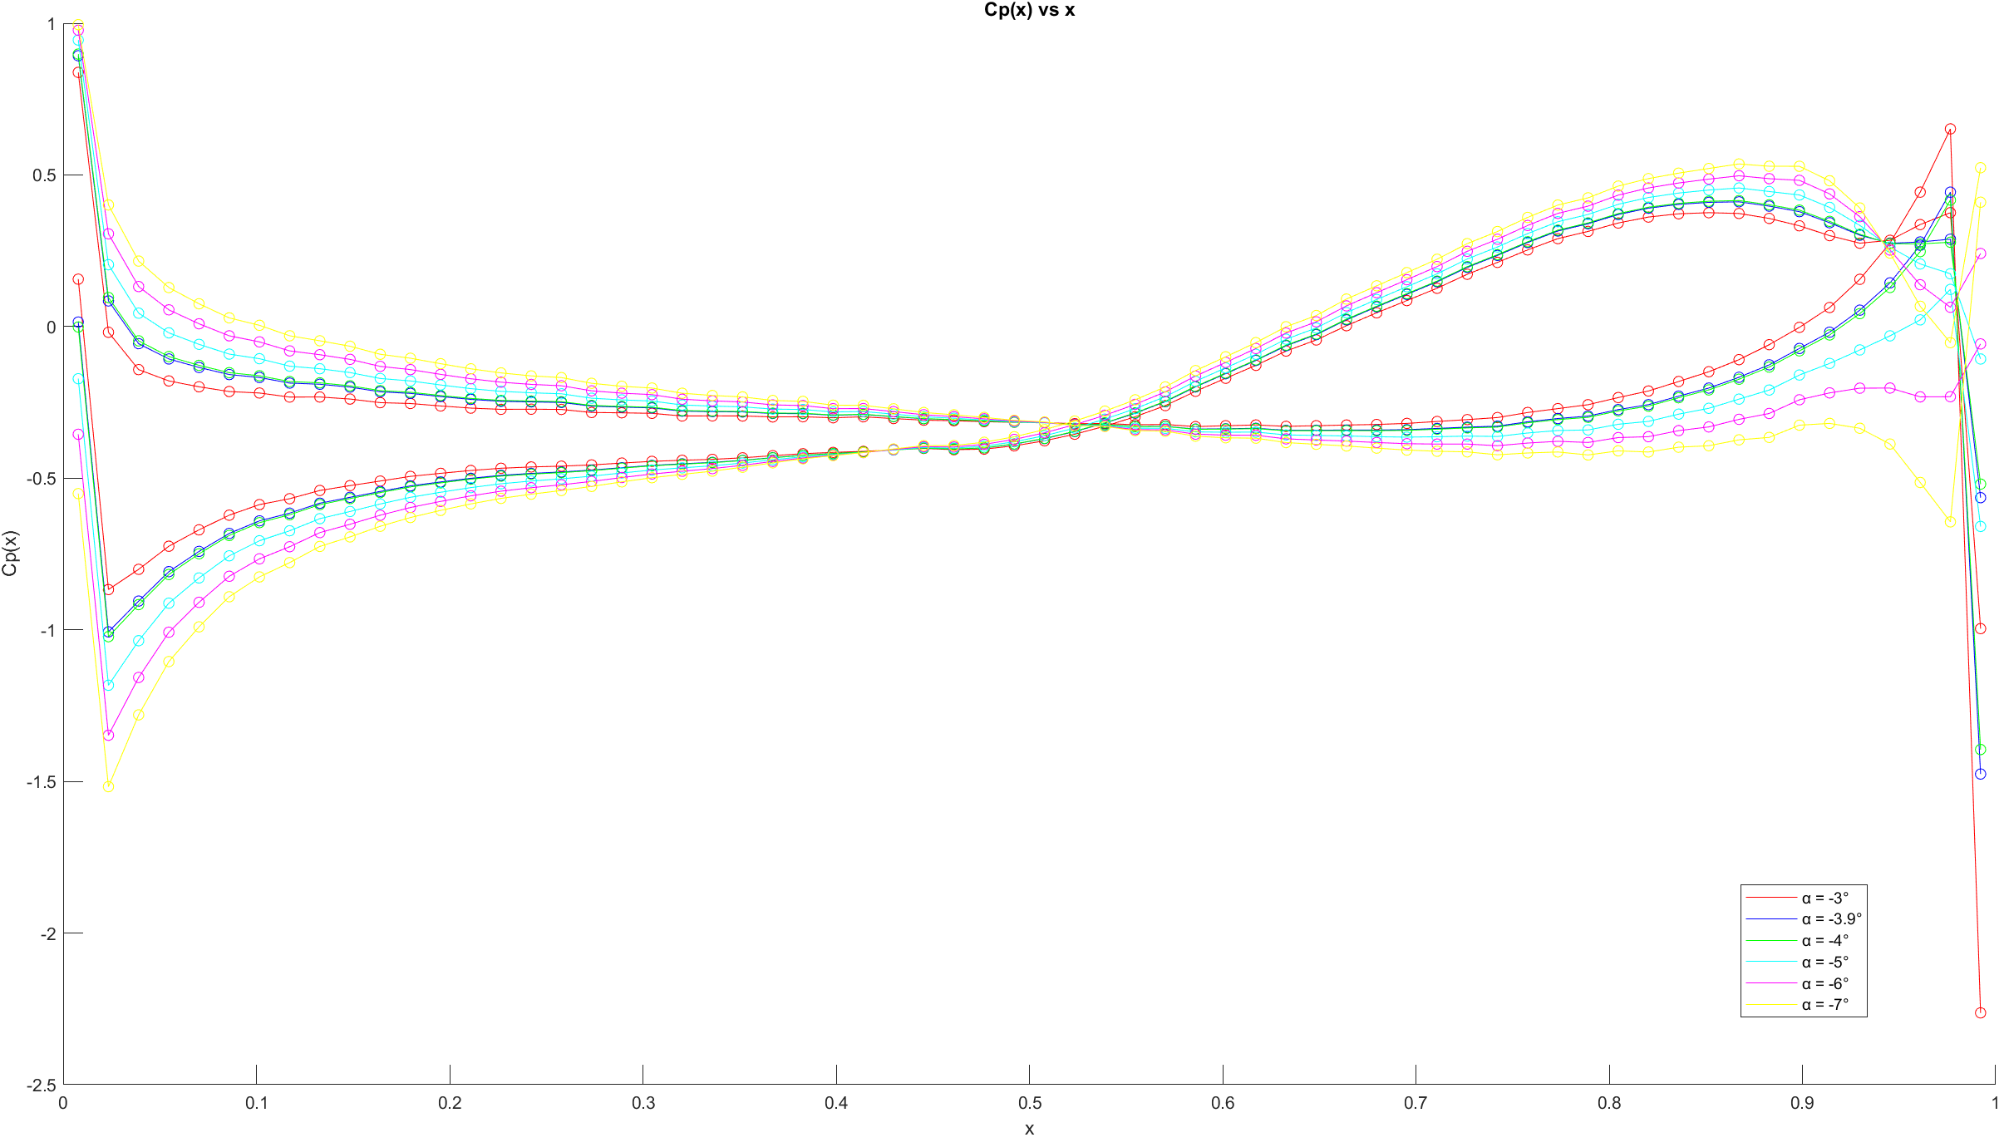 Cp(x) vs x
1
0.5
0
-0.5
-1
-1.5
-2
-2.5
Cp(x)
α = -3°
α = -3.9°
α = -4°
α = -5°
α = -6°
α = -7°
0 0.1 0.2 0.3 0.4 0.5 0.6 0.7 0.8 0.9 1
x